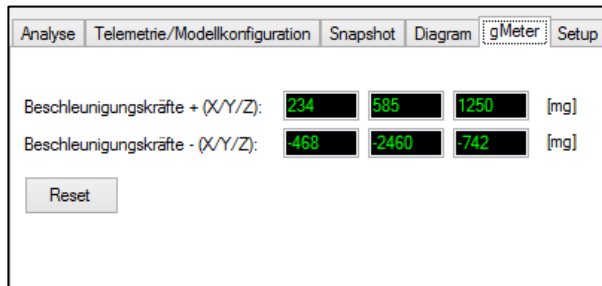 Analyse Telemetrie/Modellkonfiguration Snapshot Diagram gMeter Setup
Beschleunigungskräfte + (X/Y/Z): 234 585 1250 [mg]
Beschleunigungskräfte - (X/Y/Z): -468 -2460 -742 [mg]
Reset